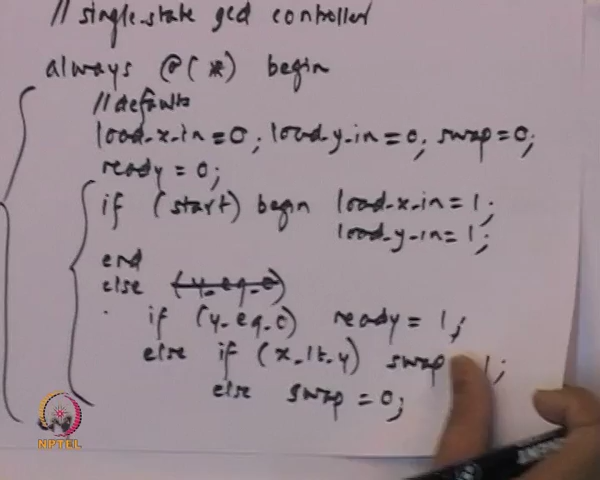 // single-state gcd controller
always @(*) begin
// defaults
load-x-in=0; load-y-in=0; swap=0;
ready = 0;
if (start) begin load-x-in=1;
load-y-in=1;
end
else (y-eq-0)
if (y-eq-0) ready = 1;
else if (x-lt-y) swap 1;
else swap = 0;
NPTEL